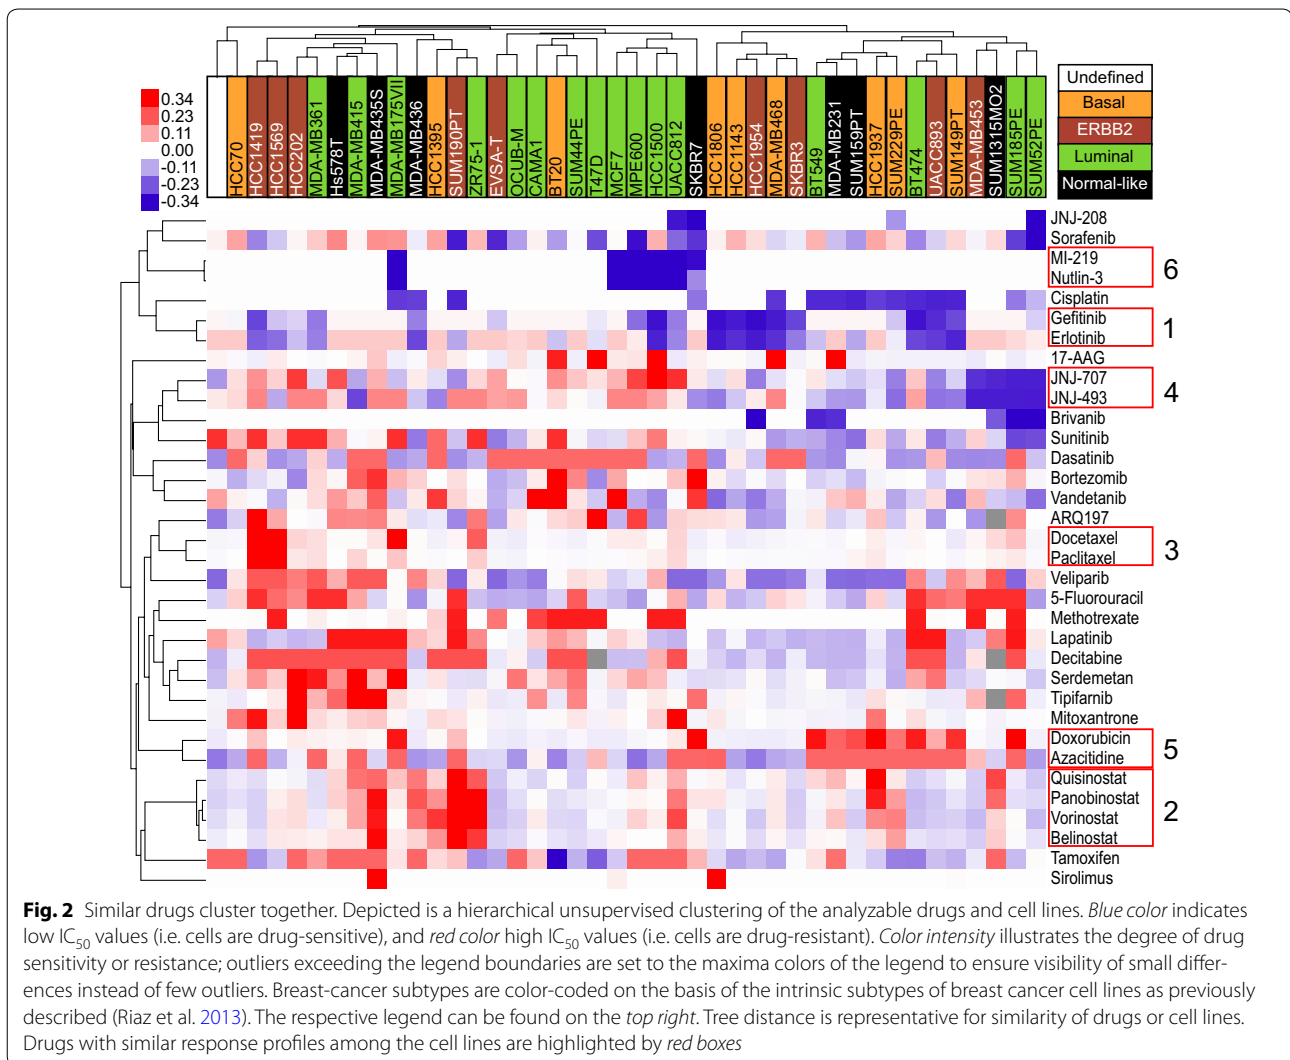 0.34
0.23
0.11
0.00
-0.11
-0.23
-0.34
HCC70
HCC1419
HCC1569
HCC202
MDA-MB361
Hs578T
MDA-MB415
MDA-MB435S
MDA-MB175VII
MDA-MB436
HCC1395
SUM190PT
ZR75-1
EVSA-T
OCUB-M
CAMA1
BT20
SUM44PE
T47D
MCF7
MPE600
HCC1500
UACC812
SKBR7
HCC1806
HCC1143
HCC1954
MDA-MB468
SKBR3
BT549
MDA-MB231
SUM159PT
HCC1937
SUM229PE
BT474
UACC893
SUM149PT
MDA-MB453
SUM1315MO2
SUM185PE
SUM52PE
Undefined
Basal
ERBB2
Luminal
Normal-like
JNJ-208
Sorafenib
MI-219
Nutlin-3
6
Cisplatin
Gefitinib
Erlotinib
1
17-AAG
JNJ-707
JNJ-493
4
Brivanib
Sunitinib
Dasatinib
Bortezomib
Vandetanib
ARQ197
Docetaxel
Paclitaxel
3
Veliparib
5-Fluorouracil
Methotrexate
Lapatinib
Decitabine
Serdemetan
Tipifarnib
Mitoxantrone
Doxorubicin
Azacitidine
5
Quisinostat
Panobinostat
Vorinostat
Belinostat
2
Tamoxifen
Sirolimus
Fig. 2 Similar drugs cluster together. Depicted is a hierarchical unsupervised clustering of the analyzable drugs and cell lines. Blue color indicates
low IC50 values (i.e. cells are drug-sensitive), and red color high IC50 values (i.e. cells are drug-resistant). Color intensity illustrates the degree of drug
sensitivity or resistance; outliers exceeding the legend boundaries are set to the maxima colors of the legend to ensure visibility of small differ-
ences instead of few outliers. Breast-cancer subtypes are color-coded on the basis of the intrinsic subtypes of breast cancer cell lines as previously
described (Riaz et al. 2013). The respective legend can be found on the top right. Tree distance is representative for similarity of drugs or cell lines.
Drugs with similar response profiles among the cell lines are highlighted by red boxes